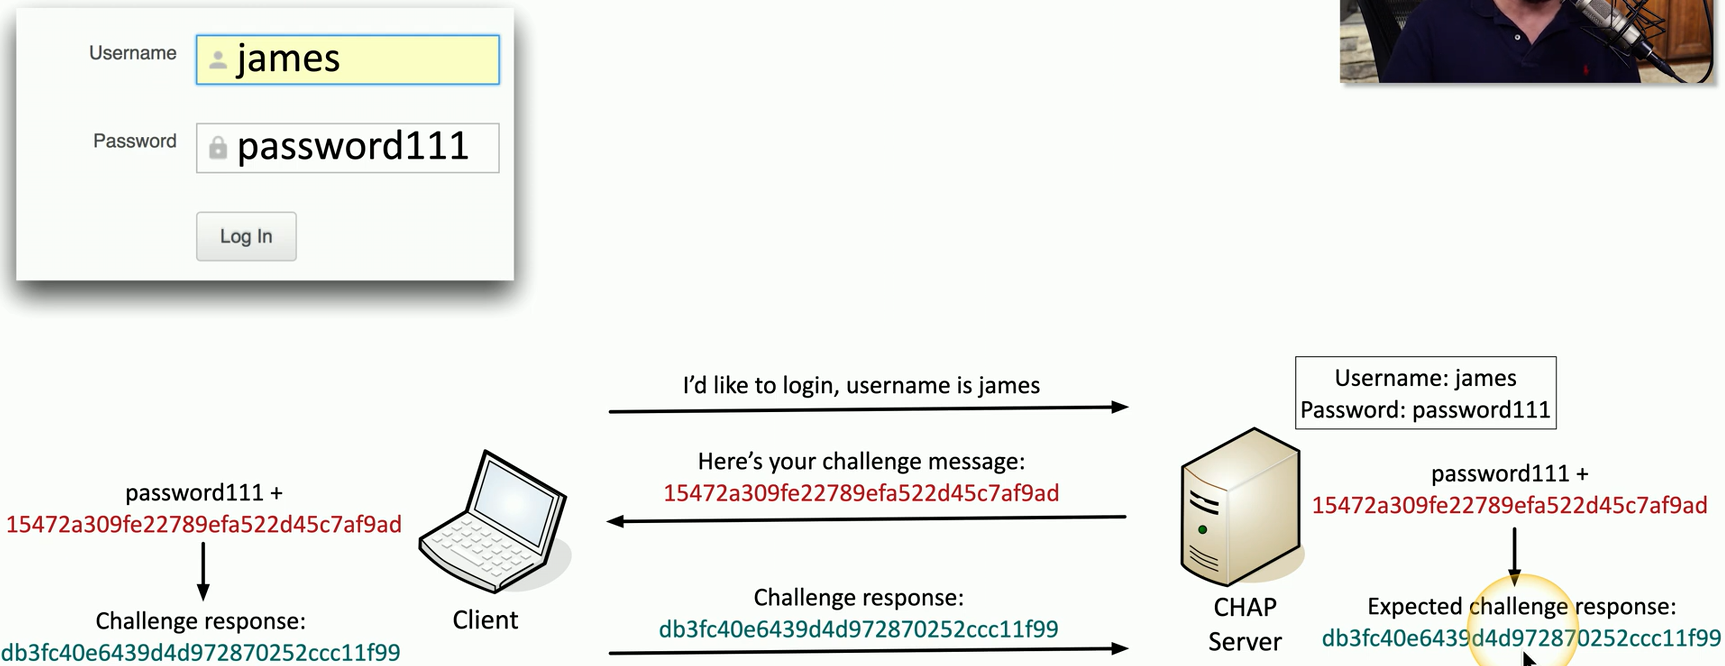 Username
james
Password
password111
Log In
I'd like to login, username is james
Username: james
Password: password111
Here's your challenge message:
15472a309fe22789efa522d45c7af9ad
password111 +
15472a309fe22789efa522d45c7af9ad
password111 +
15472a309fe22789efa522d45c7af9ad
Challenge response:
db3fc40e6439d4d972870252ccc11f99
Client
Challenge response:
db3fc40e6439d4d972870252ccc11f99
CHAP
Server
Expected challenge response:
db3fc40e6439d4d972870252ccc11f99